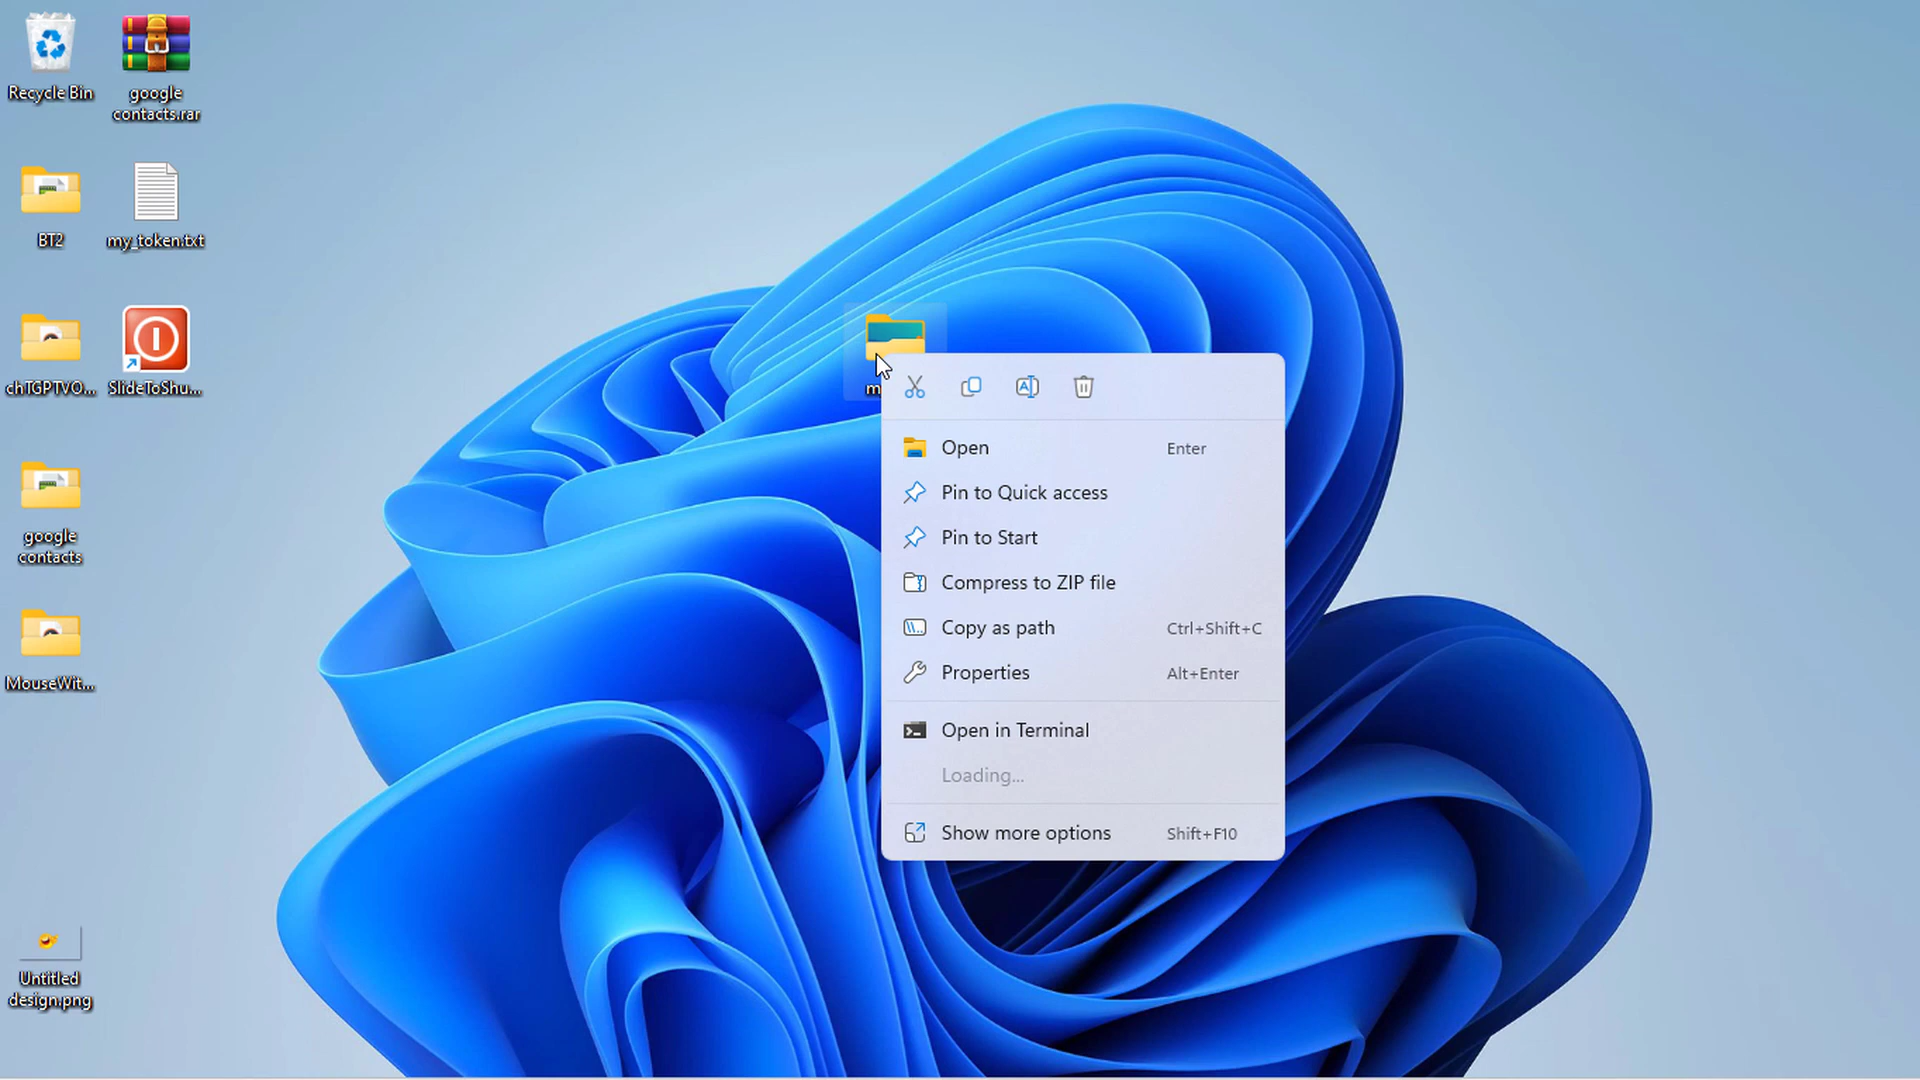 Recycle Bin
google
contacts.rar
BT2
my_token.txt
chTGPTVO...
SlideToShu...
google
contacts
MouseWit...
Untitled
design.png
Open Enter
Pin to Quick access
Pin to Start
Compress to ZIP file
Copy as path Ctrl+Shift+C
Properties Alt+Enter
Open in Terminal
Loading...
Show more options Shift+F10